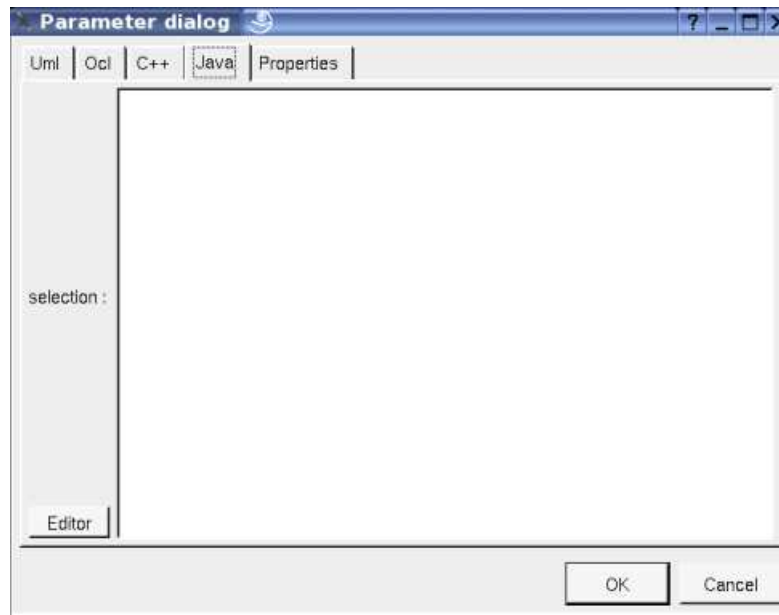 Parameter dialog ?
Uml Ocl C++ Java Properties
selection :
Editor
OK Cancel